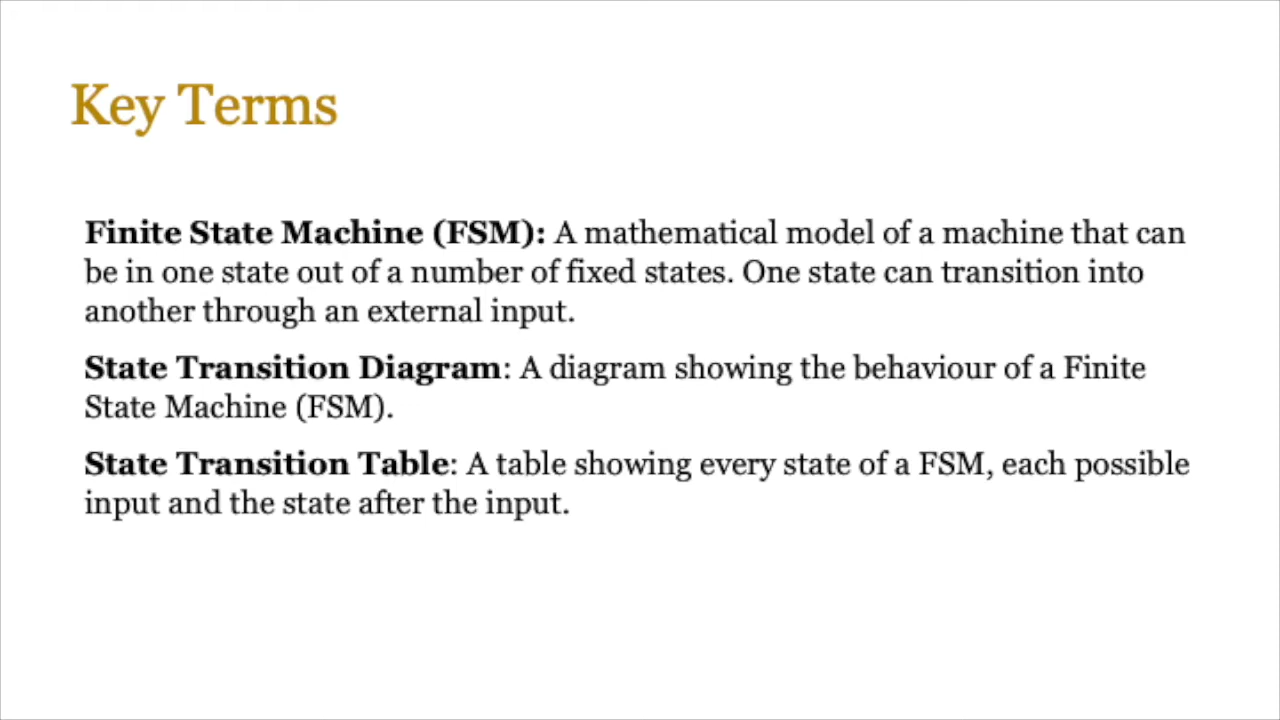 Key Terms
Finite State Machine (FSM): A mathematical model of a machine that can
be in one state out of a number of fixed states. One state can transition into
another through an external input.
State Transition Diagram: A diagram showing the behaviour of a Finite
State Machine (FSM).
State Transition Table: A table showing every state of a FSM, each possible
input and the state after the input.